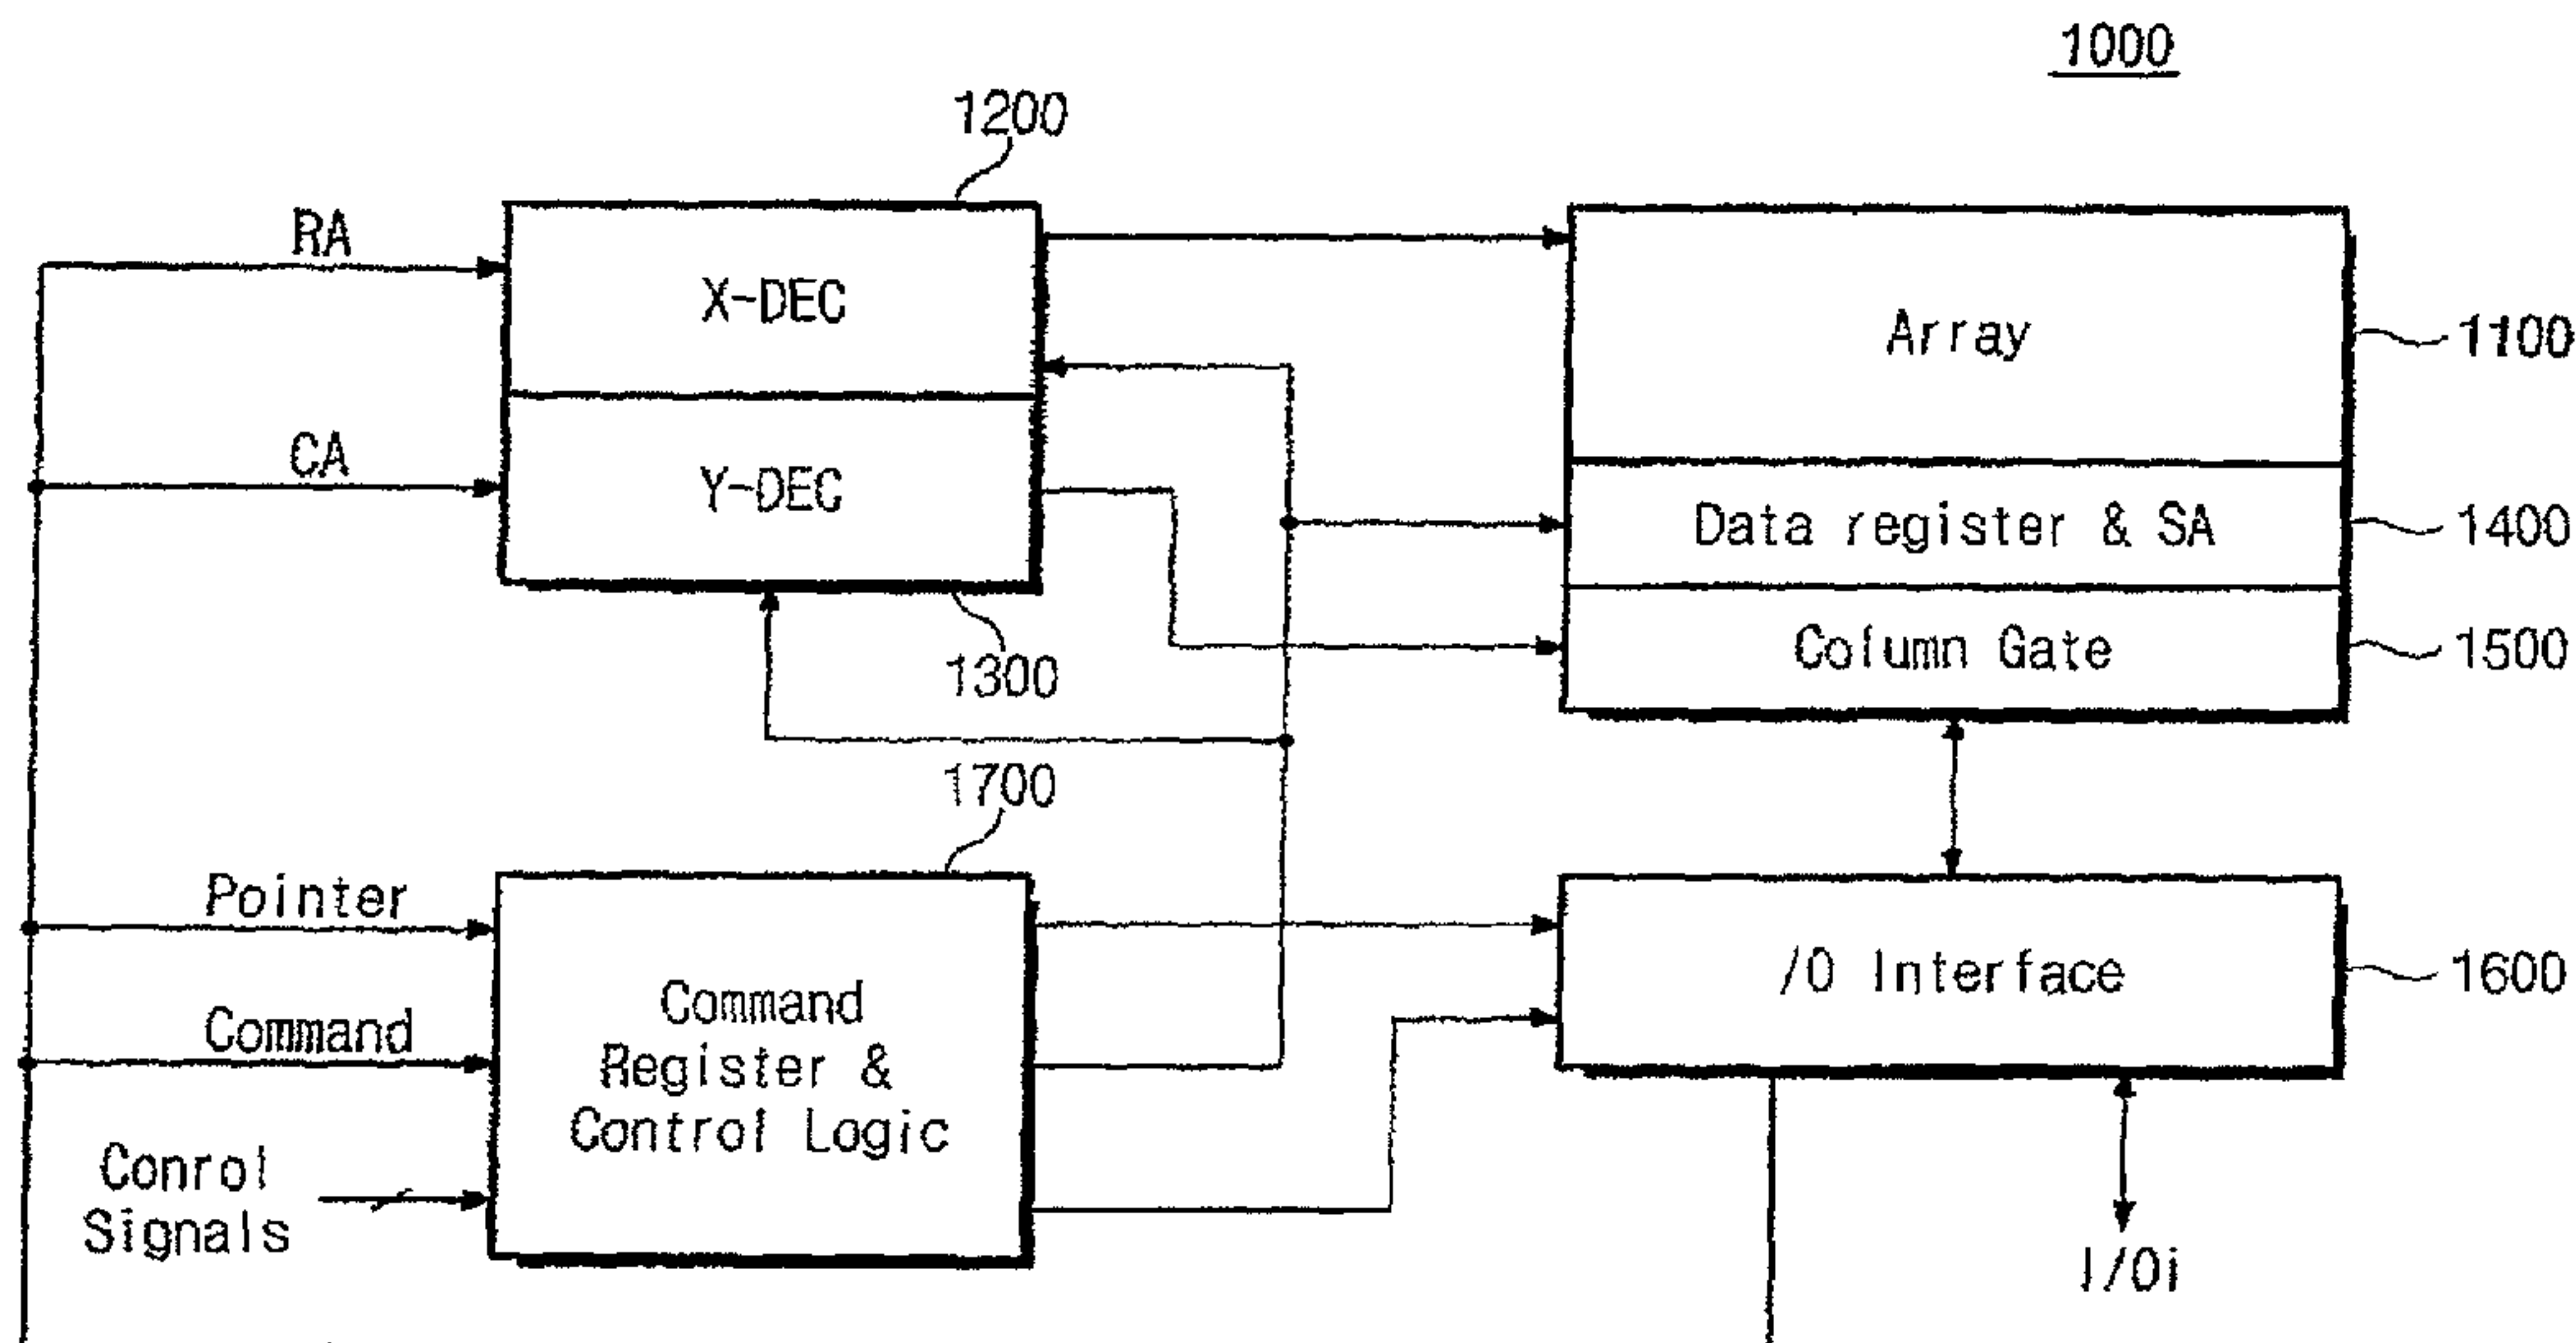 1000
1200
RA
X-DEC
Array
1100
CA
Y-DEC
Data register & SA
1400
Column Gate
1500
1300
1700
Pointer
Command
Command
Register &
Control Logic
/O Interface
1600
Conrol
Signals
I/Oi